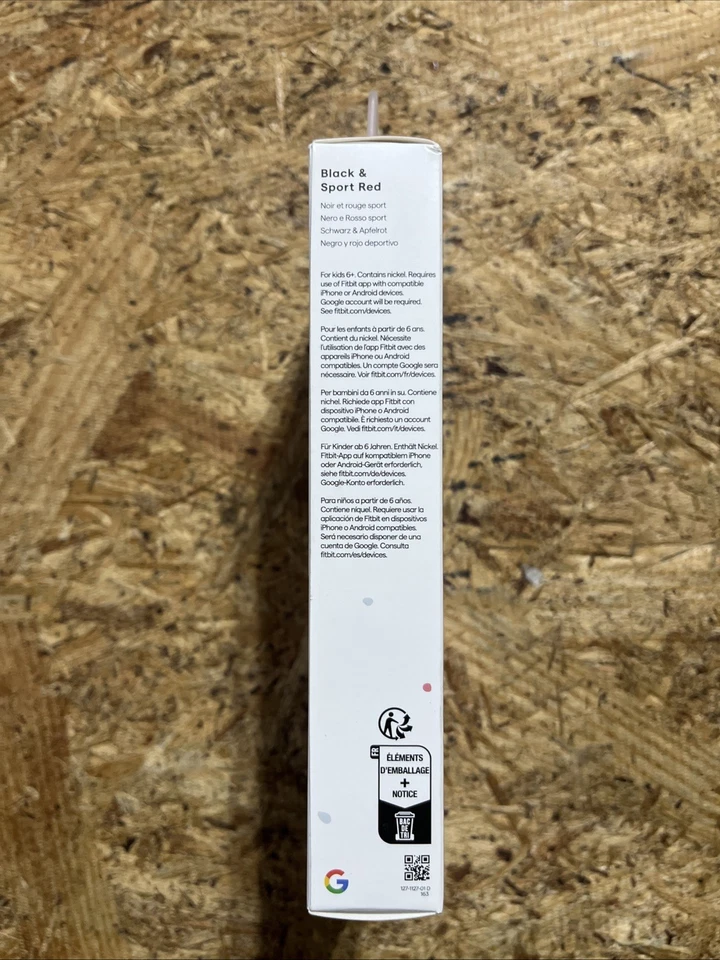 Black &
Sport Red
Noir et rouge sport
Nero e Rosso sport
Schwarz & Apfelrot
Negro y rojo deportivo
For kids 6+. Contains nickel. Requires
use of Fitbit app with compatible
iPhone or Android devices.
Google account will be required.
See fitbit.com/devices.
Pour les enfants à partir de 6 ans.
Contient du nickel. Nécessite
l'utilisation de l'app Fitbit avec des
appareils iPhone ou Android
compatibles. Un compte Google sera
nécessaire. Voir fitbit.com/fr/devices.
Per bambini da 6 anni in su. Contiene
nichel. Richiede app Fitbit con
dispositivo iPhone o Android
compatibile. È richiesto un account
Google. Vedi fitbit.com/it/devices.
Für Kinder ab 6 Jahren. Enthält Nickel.
Fitbit-App auf kompatiblem iPhone
oder Android-Gerät erforderlich,
siehe fitbit.com/de/devices.
Google-Konto erforderlich.
Para niños a partir de 6 años.
Contiene níquel. Requiere usar la
aplicación de Fitbit en dispositivos
iPhone o Android compatibles.
Será necesario disponer de una
cuenta de Google. Consulta
fitbit.com/es/devices.
FR
ÉLÉMENTS
D'EMBALLAGE
+
NOTICE
BAC
DE
TRI
G
127-1127-01 D
163